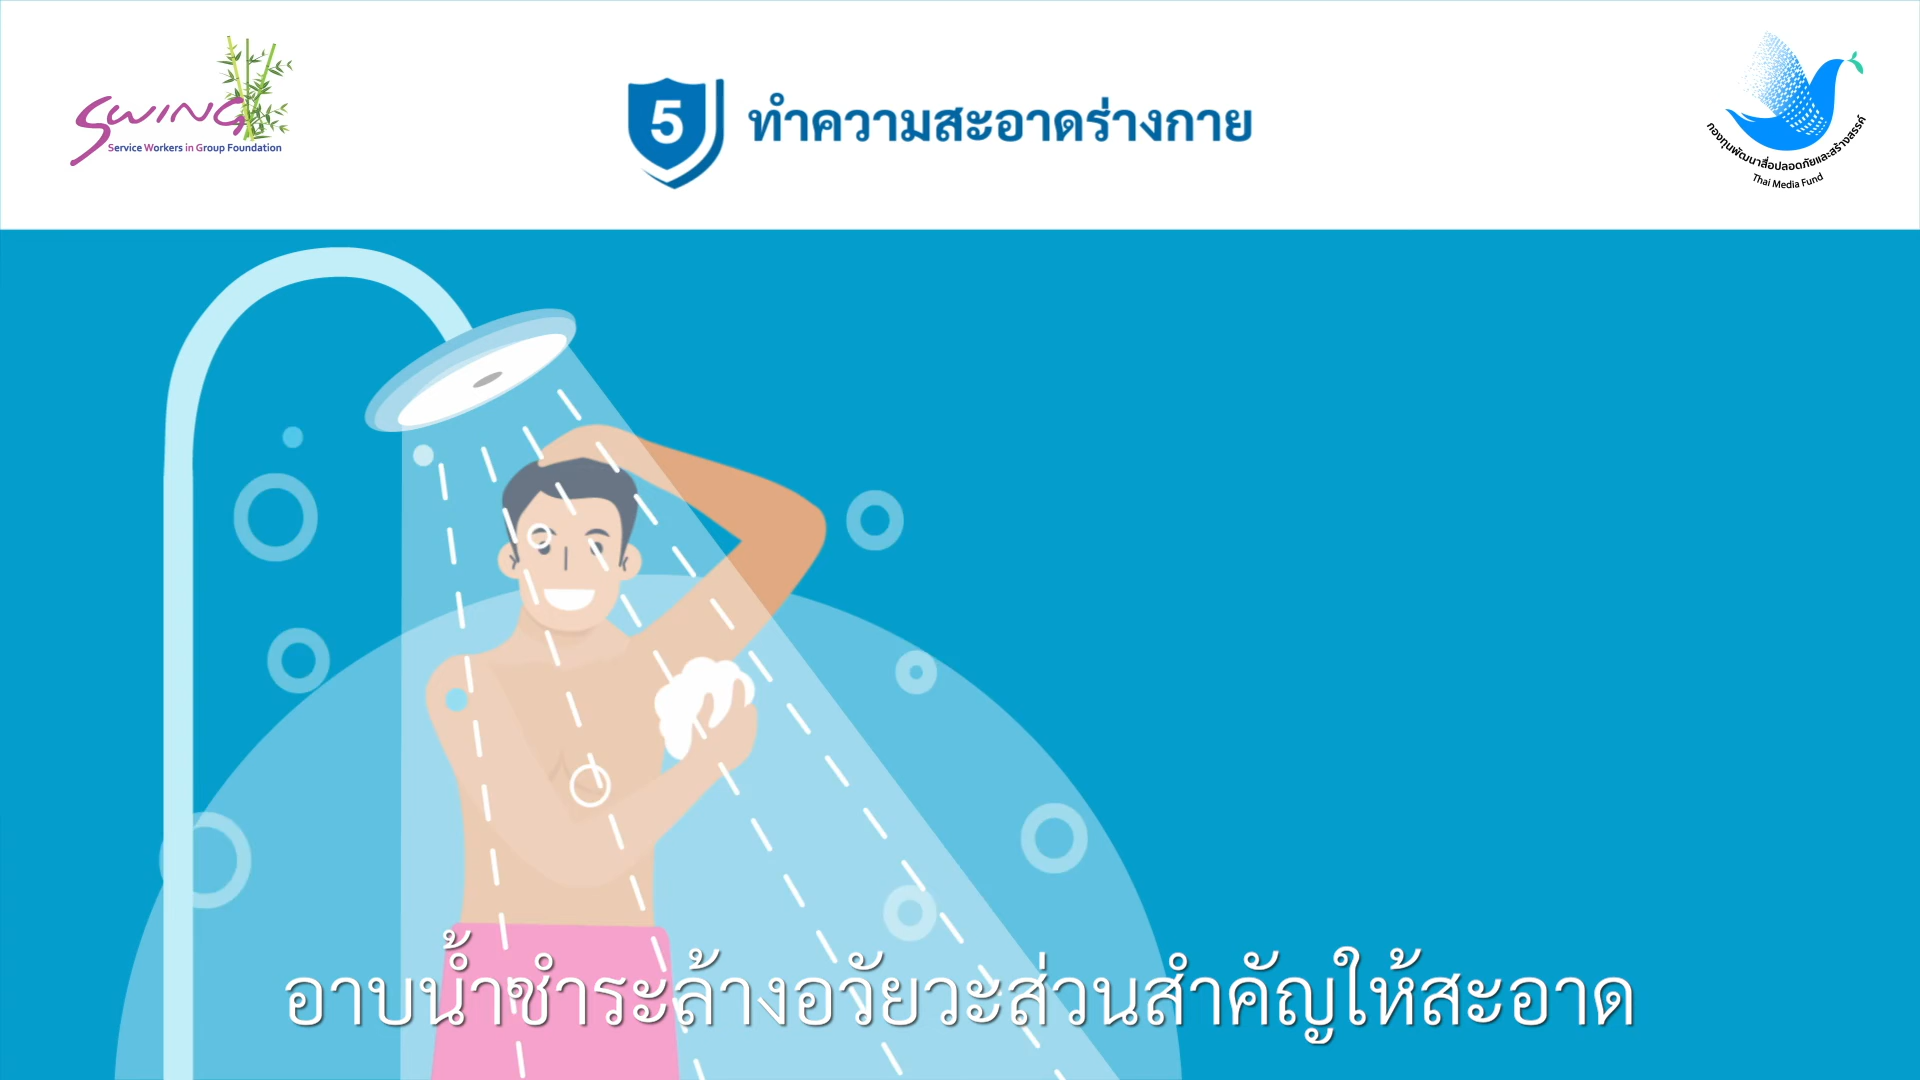 SWING
Service Workers in Group Foundation
5 ทำความสะอาดร่างกาย
กองทุนพัฒนาสื่อปลอดภัยและสร้างสรรค์
Thai Media Fund
อาบน้ำชำระล้างอวัยวะส่วนสำคัญให้สะอาด